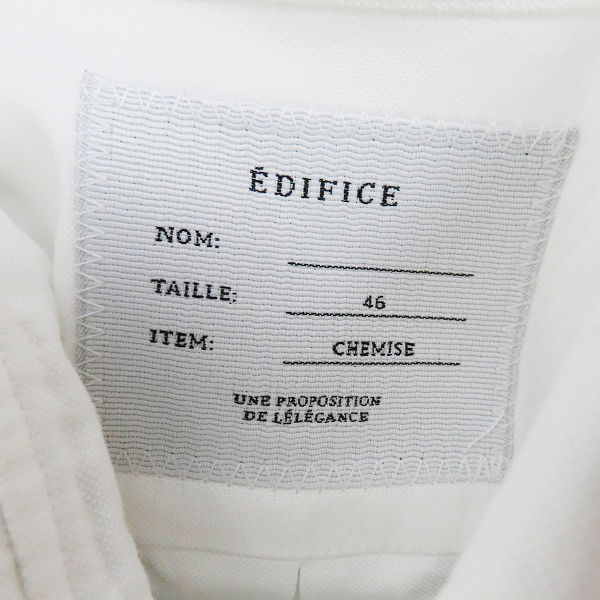 ÉDIFICE
NOM:
TAILLE: 46
ITEM: CHEMISE
UNE PROPOSITION
DE LÉLÉGANCE